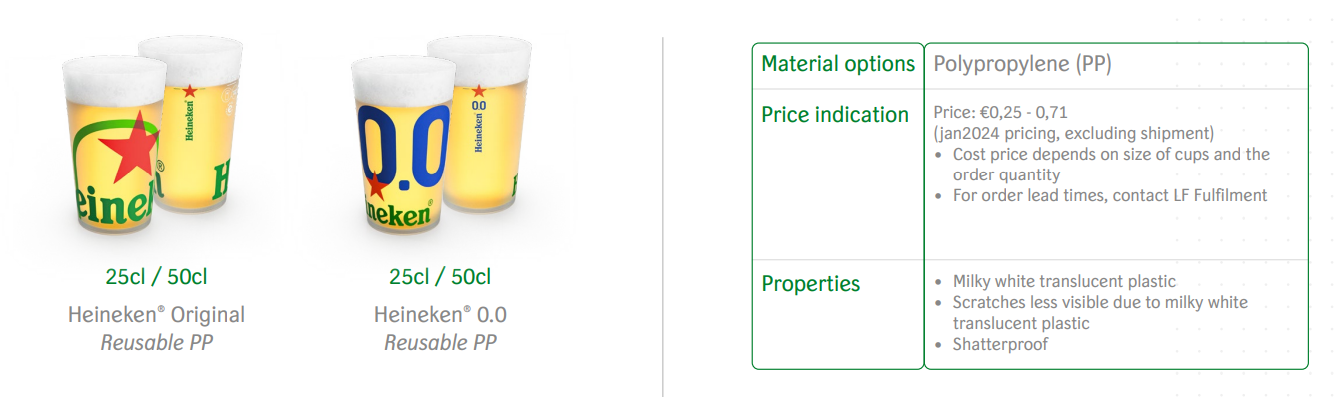 einek®
Heineken®
H
0.0
neken®
0.0
Heineken®
25cl / 50cl
Heineken® Original
Reusable PP
25cl / 50cl
Heineken® 0.0
Reusable PP
Material options
Polypropylene (PP)
Price indication
Price: €0,25 - 0,71
(jan2024 pricing, excluding shipment)
• Cost price depends on size of cups and the
order quantity
• For order lead times, contact LF Fulfilment
Properties
• Milky white translucent plastic
• Scratches less visible due to milky white
translucent plastic
• Shatterproof